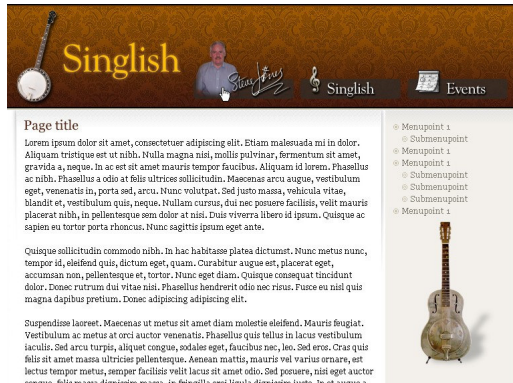 Singlish
Steve Jones
Singlish
Events
Page title
Lorem ipsum dolor sit amet, consectetuer adipiscing elit. Etiam malesuada mi in dolor.
Aliquam tristique est ut nibh. Nulla magna nisi, mollis pulvinar, fermentum sit amet,
gravida a, neque. In ac est sit amet mauris tempor faucibus. Aliquam id lorem. Phasellus
ac nibh. Phasellus a odio at felis ultrices sollicitudin. Maecenas arcu augue, vestibulum
eget, venenatis in, porta sed, arcu. Nunc volutpat. Sed justo massa, vehicula vitae,
blandit et, vestibulum quis, neque. Nullam cursus, dui nec posuere facilisis, velit mauris
placerat nibh, in pellentesque sem dolor at nisi. Duis viverra libero id ipsum. Quisque ac
sapien eu tortor porta rhoncus. Nunc sagittis ipsum eget ante.
Quisque sollicitudin commodo nibh. In hac habitasse platea dictumst. Nunc metus nunc,
tempor id, eleifend quis, dictum eget, quam. Curabitur augue est, placerat eget,
accumsan non, pellentesque et, tortor. Nunc eget diam. Quisque consequat tincidunt
dolor. Donec rutrum dui vitae nisi. Phasellus hendrerit odio nec risus. Fusce eu nisl quis
magna dapibus pretium. Donec adipiscing adipiscing elit.
Suspendisse laoreet. Maecenas ut metus sit amet diam molestie eleifend. Mauris feugiat.
Vestibulum ac metus at orci auctor venenatis. Phasellus quis tellus in lacus vestibulum
iaculis. Sed arcu turpis, aliquet congue, sodales eget, faucibus nec, leo. Sed eros. Cras quis
felis sit amet massa ultricies pellentesque. Aenean mattis, mauris vel varius ornare, est
lectus tempor metus, semper facilisis velit lacus sit amet odio. Sed posuere, nisi eget auctor
Menupoint 1
Submenupoint
Menupoint 1
Menupoint 1
Submenupoint
Submenupoint
Submenupoint
Menupoint 1